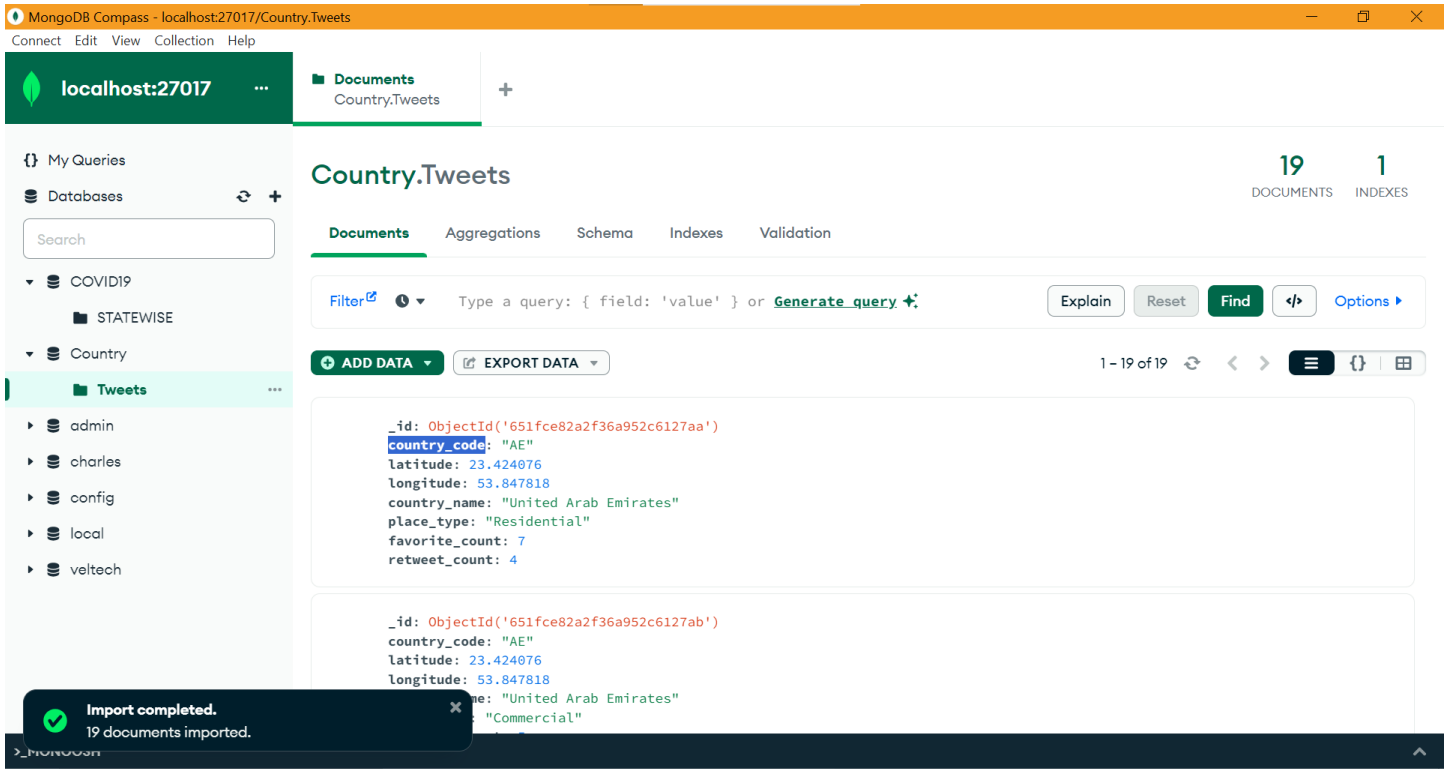 MongoDB Compass - localhost:27017/Country.Tweets
Connect Edit View Collection Help
localhost:27017 ...
Documents
Country.Tweets
{} My Queries
Databases
Search
COVID19
STATEWISE
Country
Tweets ...
admin
charles
config
local
veltech
Country.Tweets
19
DOCUMENTS
1
INDEXES
Documents Aggregations Schema Indexes Validation
Filter Type a query: { field: 'value' } or Generate query Explain Reset Find </> Options
ADD DATA EXPORT DATA 1 – 19 of 19 {}
_id: ObjectId('651fce82a2f36a952c6127aa')
country_code: "AE"
latitude: 23.424076
longitude: 53.847818
country_name: "United Arab Emirates"
place_type: "Residential"
favorite_count: 7
retweet_count: 4
_id: ObjectId('651fce82a2f36a952c6127ab')
country_code: "AE"
latitude: 23.424076
longitude: 53.847818
me: "United Arab Emirates"
: "Commercial"
Import completed.
19 documents imported.
>_MONGOSH